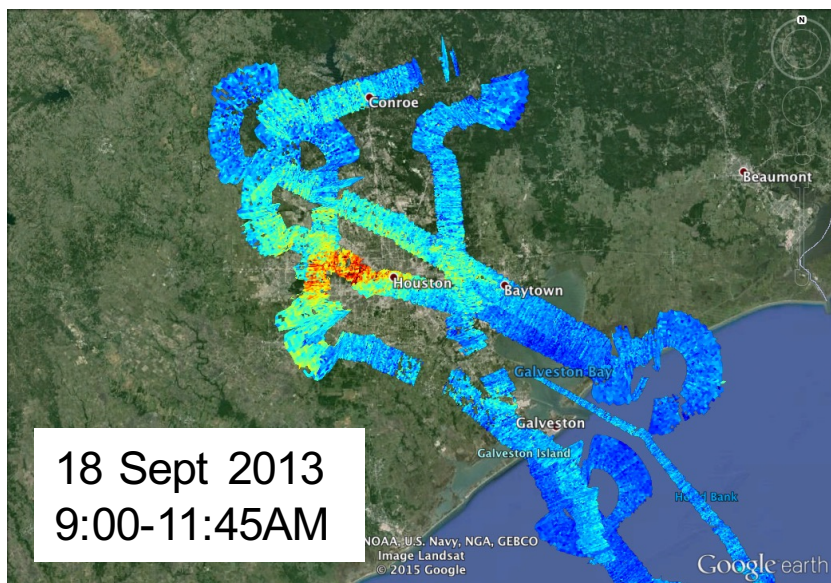 N
Conroe
Beaumont
Houston
Baytown
Galveston Bay
Galveston
Galveston Island
18 Sept 2013
9:00-11:45AM
Bank
NOAA, U.S. Navy, NGA, GEBCO
Image Landsat
© 2015 Google
Google earth